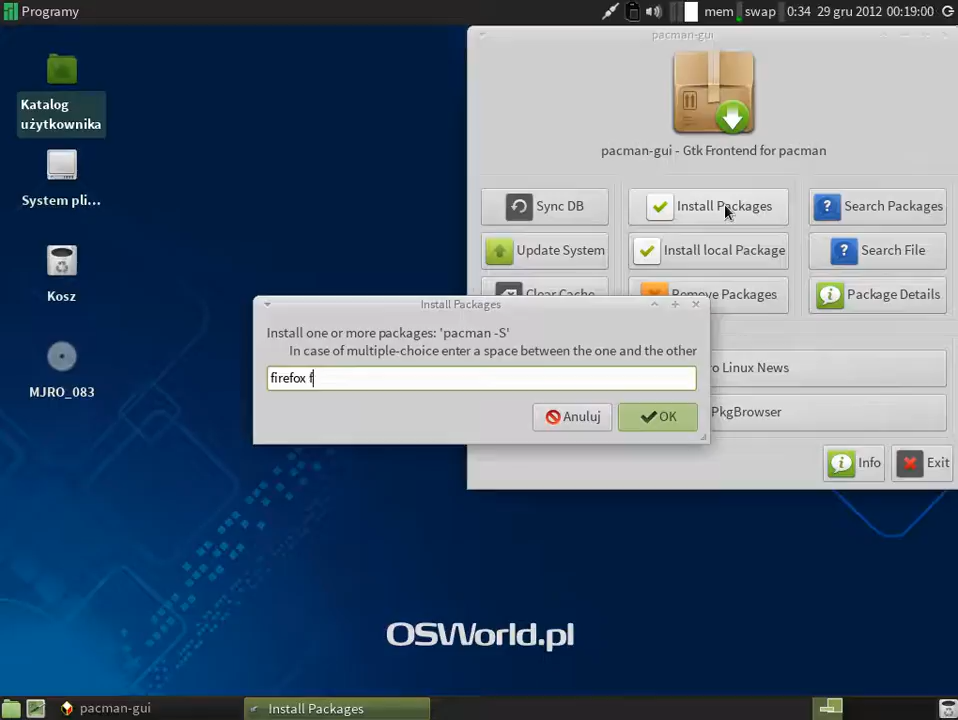 Programy
mem swap 0:34 29 gru 2012 00:19:00
Katalog
użytkownika
System pli...
Kosz
MJRO_083
pacman-gui
pacman-gui - Gtk Frontend for pacman
Sync DB
Install Packages
Search Packages
Update System
Install local Package
Search File
Clear Cache
Remove Packages
Package Details
Linux News
PkgBrowser
Info
Exit
Install Packages
Install one or more packages: 'pacman -S'
In case of multiple-choice enter a space between the one and the other
firefox f
Anuluj
OK
OSWorld.pl
pacman-gui
Install Packages